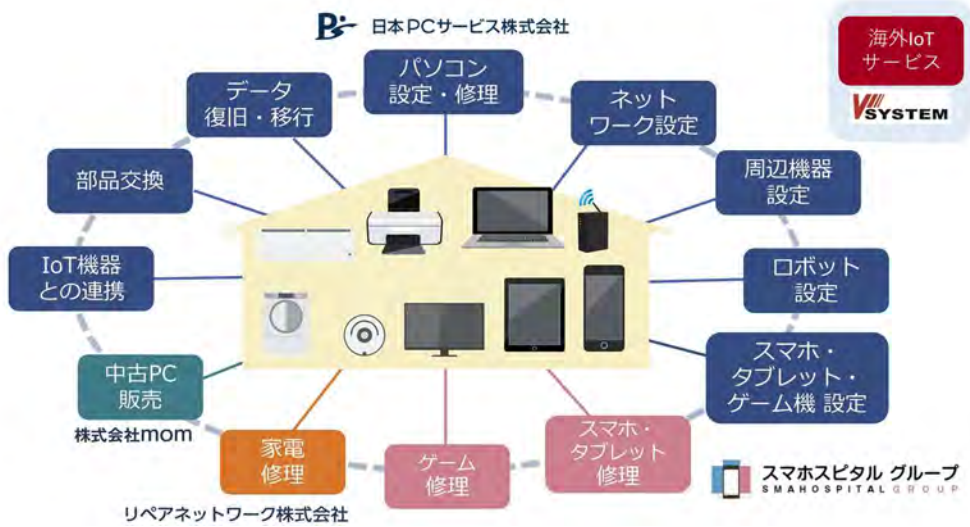 日本PCサービス株式会社
海外IoT
サービス
VSYSTEM
パソコン
設定・修理
データ
復旧・移行
ネット
ワーク設定
部品交換
周辺機器
設定
IoT機器
との連携
ロボット
設定
中古PC
販売
株式会社mom
スマホ・
タブレット・
ゲーム機 設定
家電
修理
リペアネットワーク株式会社
ゲーム
修理
スマホ・
タブレット
修理
スマホスピタル グループ
SMAHOSPITAL GROUP